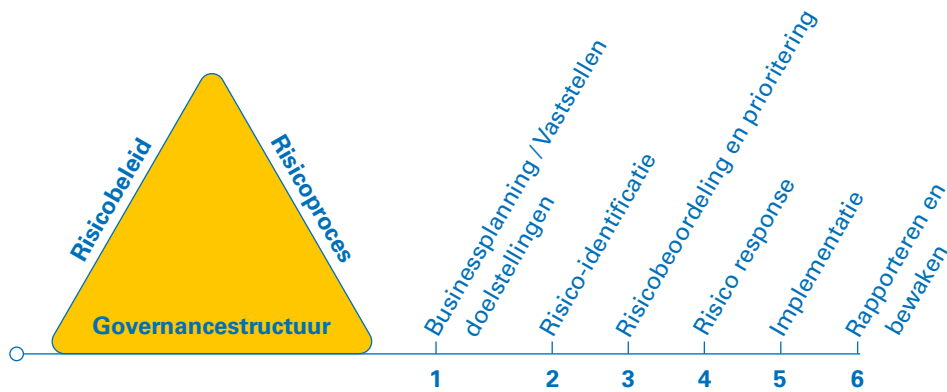 Risicobeleid
Risicoproces
Governancestructuur
Businessplanning / Vaststellen
doelstellingen
Risico-identificatie
Risicobeoordeling en prioritering
Risico response
Implementatie
Rapporteren en
bewaken
1
2
3
4
5
6